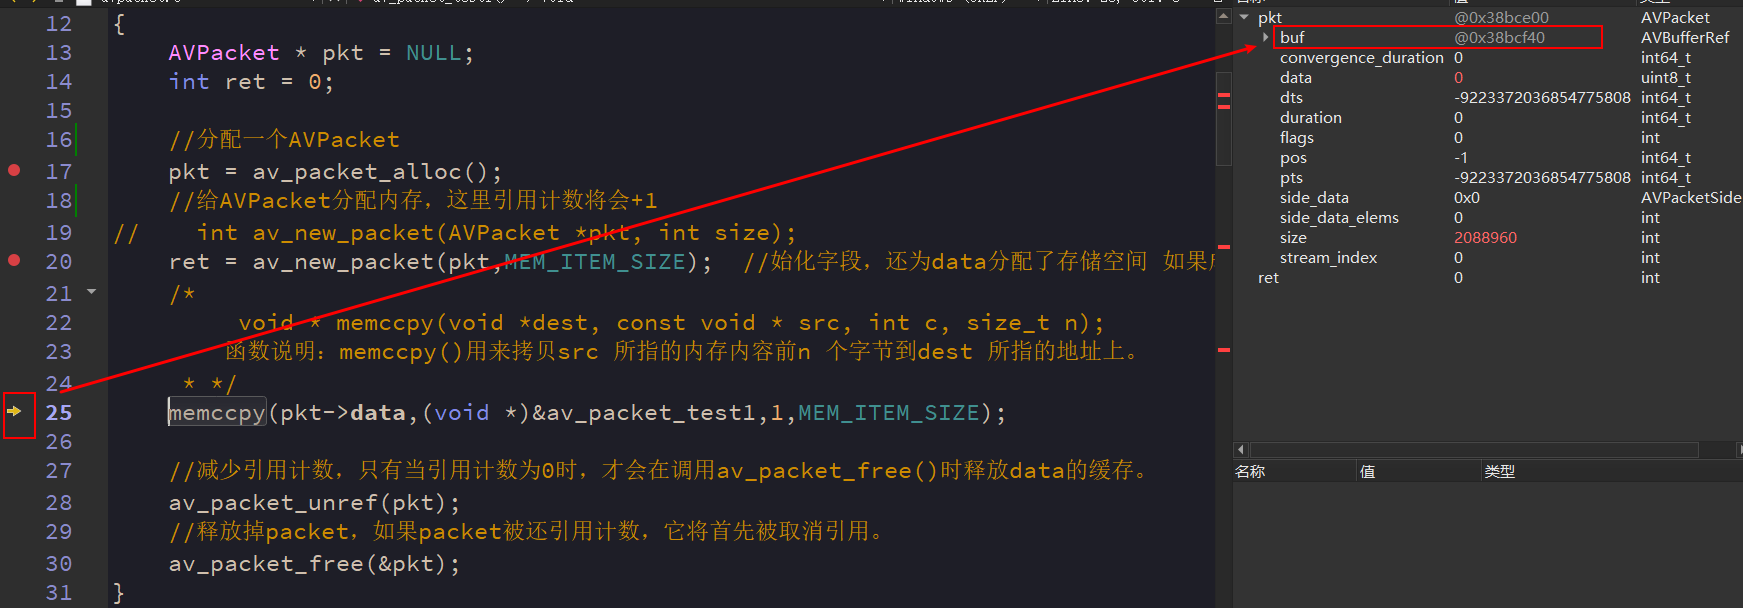 12 {
13 AVPacket * pkt = NULL;
14 int ret = 0;
15
16 //分配一个AVPacket
17 pkt = av_packet_alloc();
18 //给AVPacket分配内存，这里引用计数将会+1
19 // int av_new_packet(AVPacket *pkt, int size);
20 ret = av_new_packet(pkt,MEM_ITEM_SIZE); //始化字段，还为data分配了存储空间 如果
21 /*
22 void * memccpy(void *dest, const void * src, int c, size_t n);
23 函数说明：memccpy()用来拷贝src 所指的内存内容前n 个字节到dest 所指的地址上。
24 * */
25 memccpy(pkt->data,(void *)&av_packet_test1,1,MEM_ITEM_SIZE);
26
27 //减少引用计数，只有当引用计数为0时，才会在调用av_packet_free()时释放data的缓存。
28 av_packet_unref(pkt);
29 //释放掉packet，如果packet被还引用计数，它将首先被取消引用。
30 av_packet_free(&pkt);
31 }
pkt @0x38bce00 AVPacket
buf @0x38bcf40 AVBufferRef
convergence_duration 0 int64_t
data 0 uint8_t
dts -9223372036854775808 int64_t
duration 0 int64_t
flags 0 int
pos -1 int64_t
pts -9223372036854775808 int64_t
side_data 0x0 AVPacketSide
side_data_elems 0 int
size 2088960 int
stream_index 0 int
ret 0 int
名称 值 类型